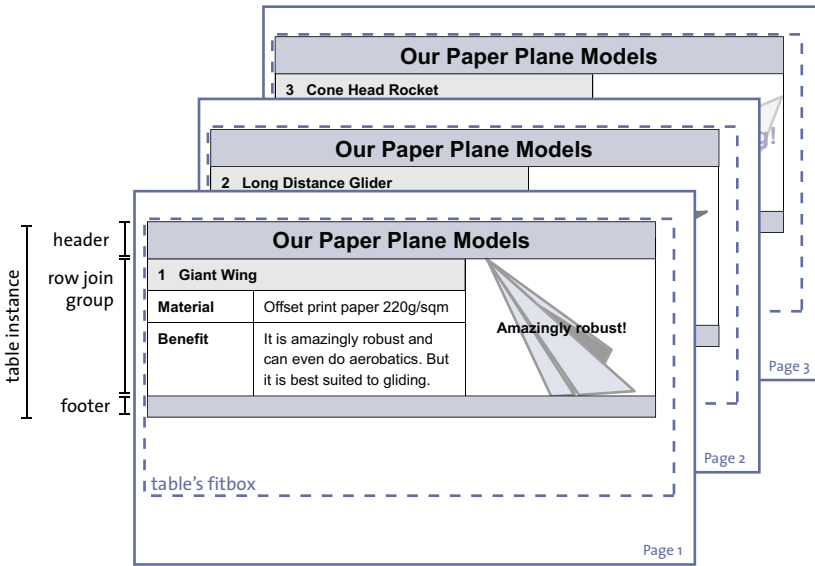 Our Paper Plane Models
3 Cone Head Rocket
g!
Page 3
Our Paper Plane Models
2 Long Distance Glider
Page 2
table instance
header
row join
group
footer
Our Paper Plane Models
1 Giant Wing
Material
Offset print paper 220g/sqm
Benefit
It is amazingly robust and
can even do aerobatics. But
it is best suited to gliding.
Amazingly robust!
table's fitbox
Page 1